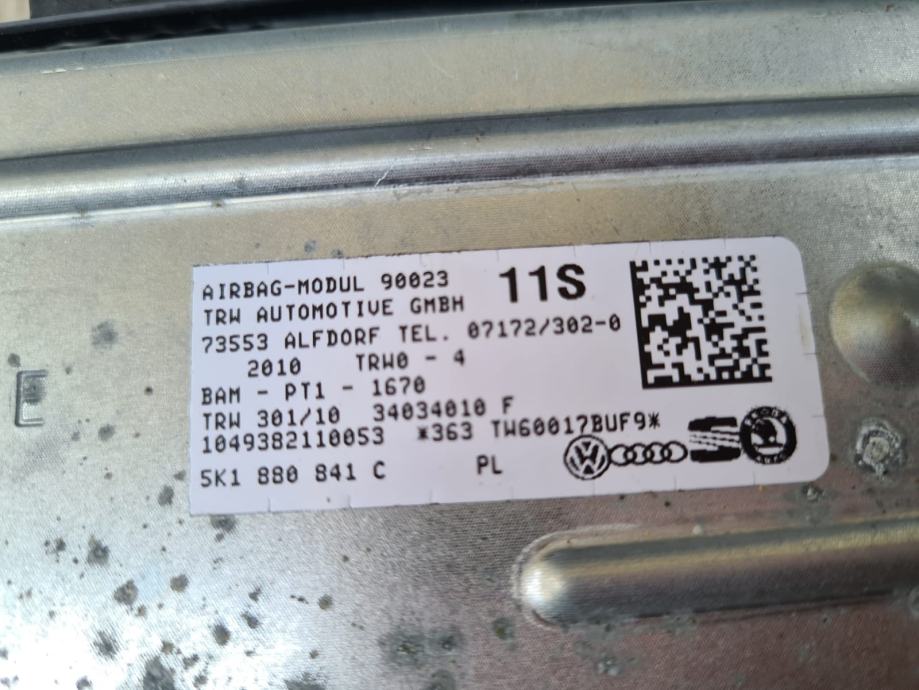 AIRBAG-MODUL 90023 11S
TRW AUTOMOTIVE GMBH
73553 ALFDORF TEL. 07172/302-0
2010 TRW0 - 4
BAM - PT1 - 1670
TRW 301/10 34034010 F
1049382110053 *363 TW60017BUF9*
5K1 880 841 C PL
E